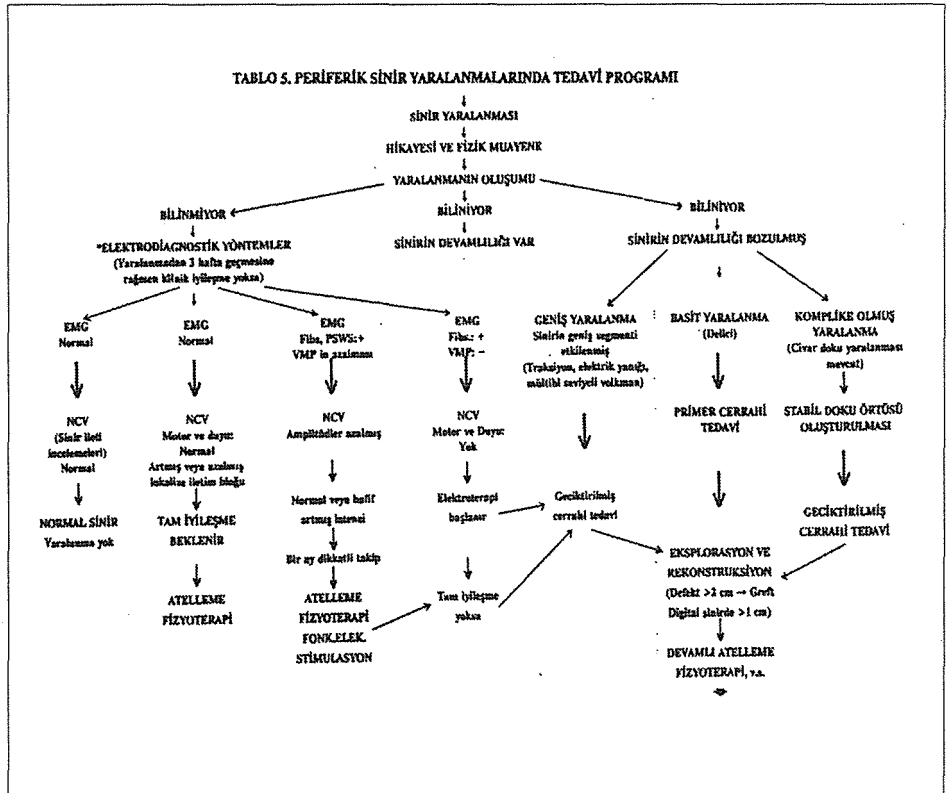 TABLO 5. PERİFERİK SİNİR YARALANMALARINDA TEDAVİ PROGRAMI
SİNİR YARALANMASI
HİKAYESİ VE FİZİK MUAYENE
YARALANMANIN OLUŞUMU
BİLİNMİYOR
*ELEKTRODİAGNOSTİK YÖNTEMLER
(Yaralanmadan 3 hafta geçmesine
rağmen klinik iyileşme yoksa)
BİLİNİYOR
SİNİRİN DEVAMLILIĞI VAR
BİLİNİYOR
SİNİRİN DEVAMLILIĞI BOZULMUŞ
EMG
Normal
NCV
(Sinir ileti
incelemeleri)
Normal
NORMAL SİNİR
Yaralanma yok
EMG
Normal
NCV
Motor ve duyu:
Normal
Artmış veya azalmış
lokalize iletim bloğu
TAM İYİLEŞME
BEKLENİR
ATELLEME
FİZYOTERAPİ
EMG
Fibs, PSWS:+
VMP in azalması
NCV
Amplitüdler azalmış
Normal veya hafif
artmış latensi
Bir ay dikkatli takip
ATELLEME
FİZYOTERAPİ
FONK.ELEK.
STİMULASYON
EMG
Fibs.: +
VMP: –
NCV
Motor ve Duyu:
Yok
Elektroterapi
başlanır
Tam iyileşme
yoksa
GENİŞ YARALANMA
Sinirin geniş segmenti
etkilenmiş
(Traksiyon, elektrik yanığı,
mültibl seviyeli volkman)
Geciktirilmiş
cerrahi tedavi
BASİT YARALANMA
(Delici)
PRİMER CERRAHİ
TEDAVİ
EKSPLORASYON VE
REKONSTRUKSİYON
(Defekt >2 cm → Greft
Digital sinirde >1 cm)
DEVAMLI ATELLEME
FİZYOTERAPİ, v.s.
KOMPLİKE OLMUŞ
YARALANMA
(Civar doku yaralanması
mevcut)
STABİL DOKU ÖRTÜSÜ
OLUŞTURULMASI
GECİKTİRİLMİŞ
CERRAHİ TEDAVİ